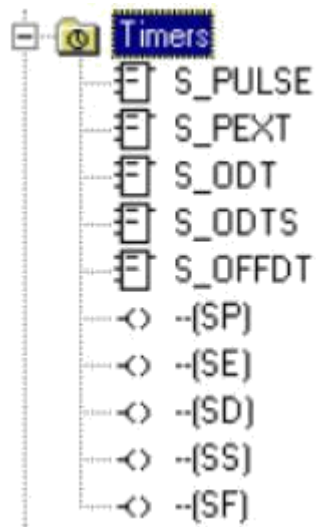 Timers
S_PULSE
S_PEXT
S_ODT
S_ODTS
S_OFFDT
--(SP)
--(SE)
--(SD)
--(SS)
--(SF)